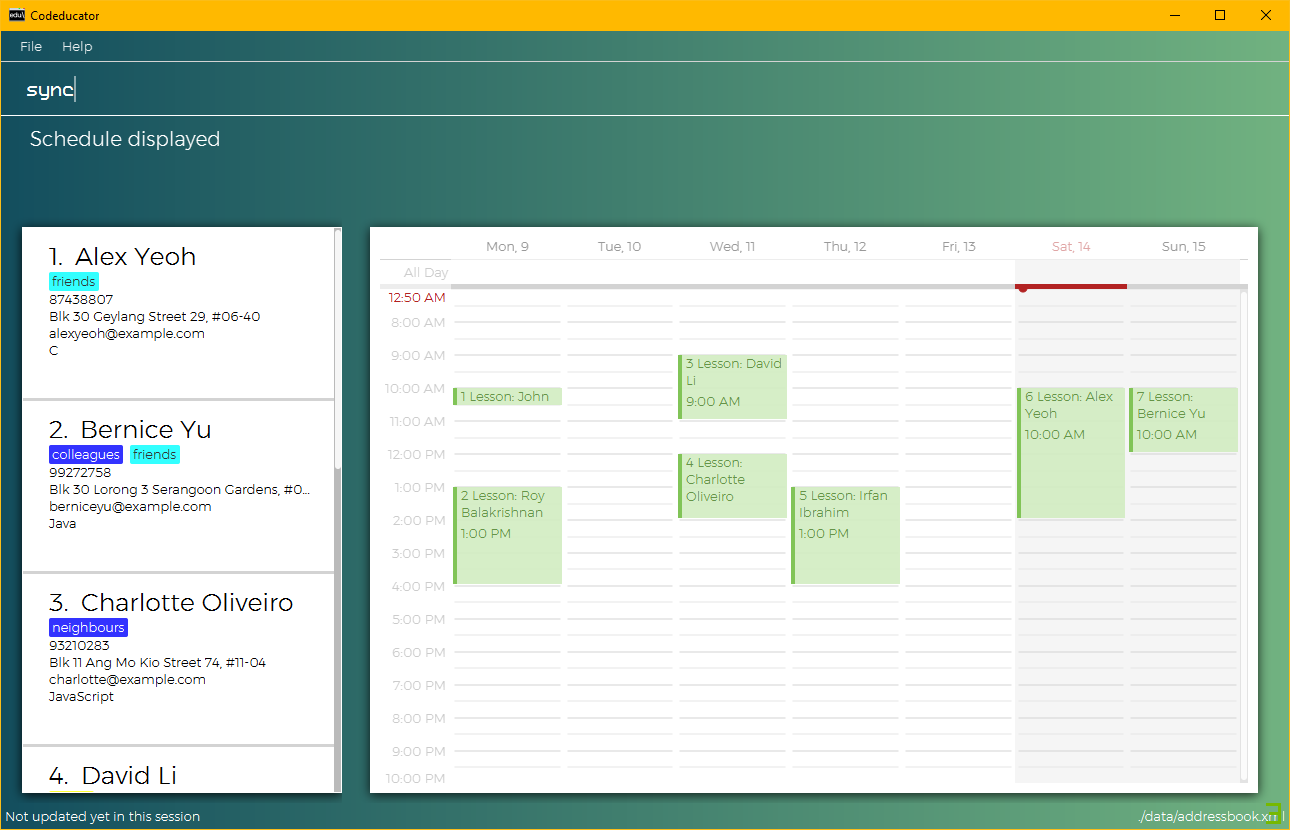 edu\
Codeducator
File Help
sync
Schedule displayed
1. Alex Yeoh
friends
87438807
Blk 30 Geylang Street 29, #06-40
alexyeoh@example.com
C
2. Bernice Yu
colleagues friends
99272758
Blk 30 Lorong 3 Serangoon Gardens, #0...
berniceyu@example.com
Java
3. Charlotte Oliveiro
neighbours
93210283
Blk 11 Ang Mo Kio Street 74, #11-04
charlotte@example.com
JavaScript
4. David Li
Mon, 9 Tue, 10 Wed, 11 Thu, 12 Fri, 13 Sat, 14 Sun, 15
All Day
12:50 AM
8:00 AM
9:00 AM
10:00 AM
11:00 AM
12:00 PM
1:00 PM
2:00 PM
3:00 PM
4:00 PM
5:00 PM
6:00 PM
7:00 PM
8:00 PM
9:00 PM
10:00 PM
1 Lesson: John
2 Lesson: Roy
Balakrishnan
1:00 PM
3 Lesson: David
Li
9:00 AM
4 Lesson:
Charlotte
Oliveiro
5 Lesson: Irfan
Ibrahim
1:00 PM
6 Lesson: Alex
Yeoh
10:00 AM
7 Lesson:
Bernice Yu
10:00 AM
Not updated yet in this session
./data/addressbook.xml
3